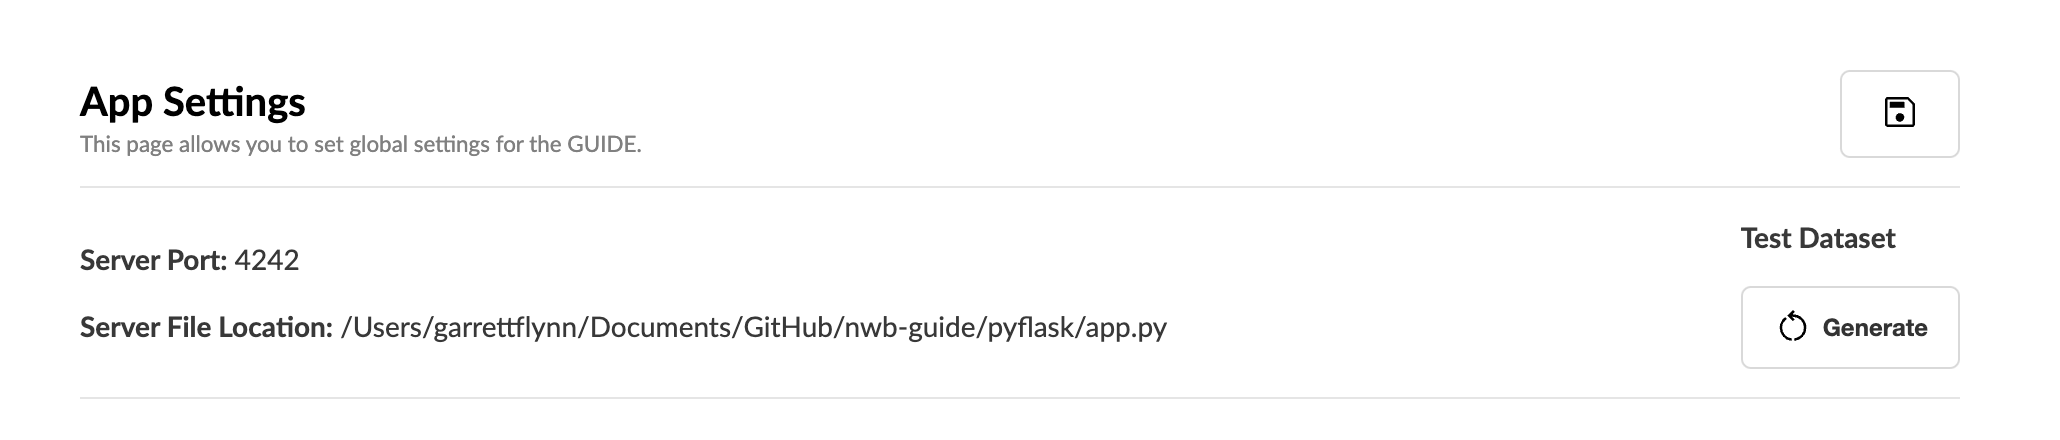 App Settings
This page allows you to set global settings for the GUIDE.
Server Port: 4242
Server File Location: /Users/garrettflynn/Documents/GitHub/nwb-guide/pyflask/app.py
Test Dataset
Generate